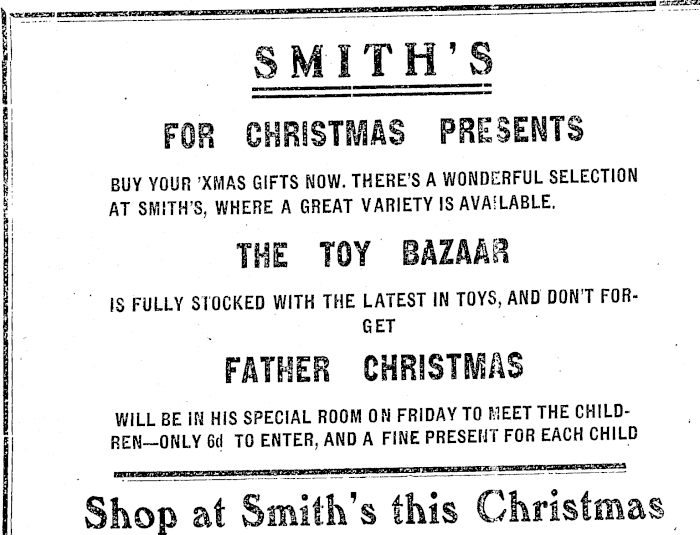 SMITH'S
FOR CHRISTMAS PRESENTS
BUY YOUR 'XMAS GIFTS NOW. THERE'S A WONDERFUL SELECTION
AT SMITH'S, WHERE A GREAT VARIETY IS AVAILABLE.
THE TOY BAZAAR
IS FULLY STOCKED WITH THE LATEST IN TOYS, AND DON'T FOR-
GET
FATHER CHRISTMAS
WILL BE IN HIS SPECIAL ROOM ON FRIDAY TO MEET THE CHILD-
REN—ONLY 6d TO ENTER, AND A FINE PRESENT FOR EACH CHILD
Shop at Smith's this Christmas